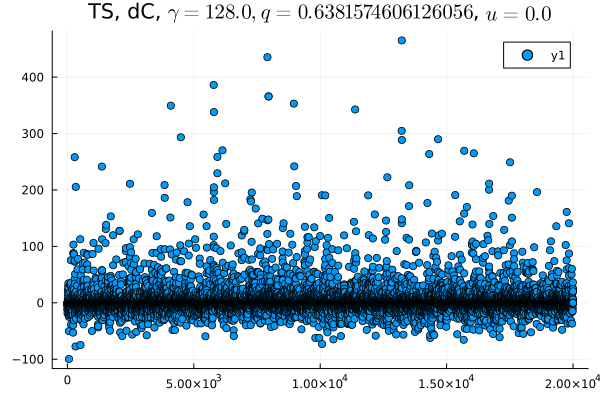 TS, dC, γ = 128.0, q = 0.6381574606126056, u = 0.0
y1
400
300
200
100
0
−100
0 5.00×10³ 1.00×10⁴ 1.50×10⁴ 2.00×10⁴